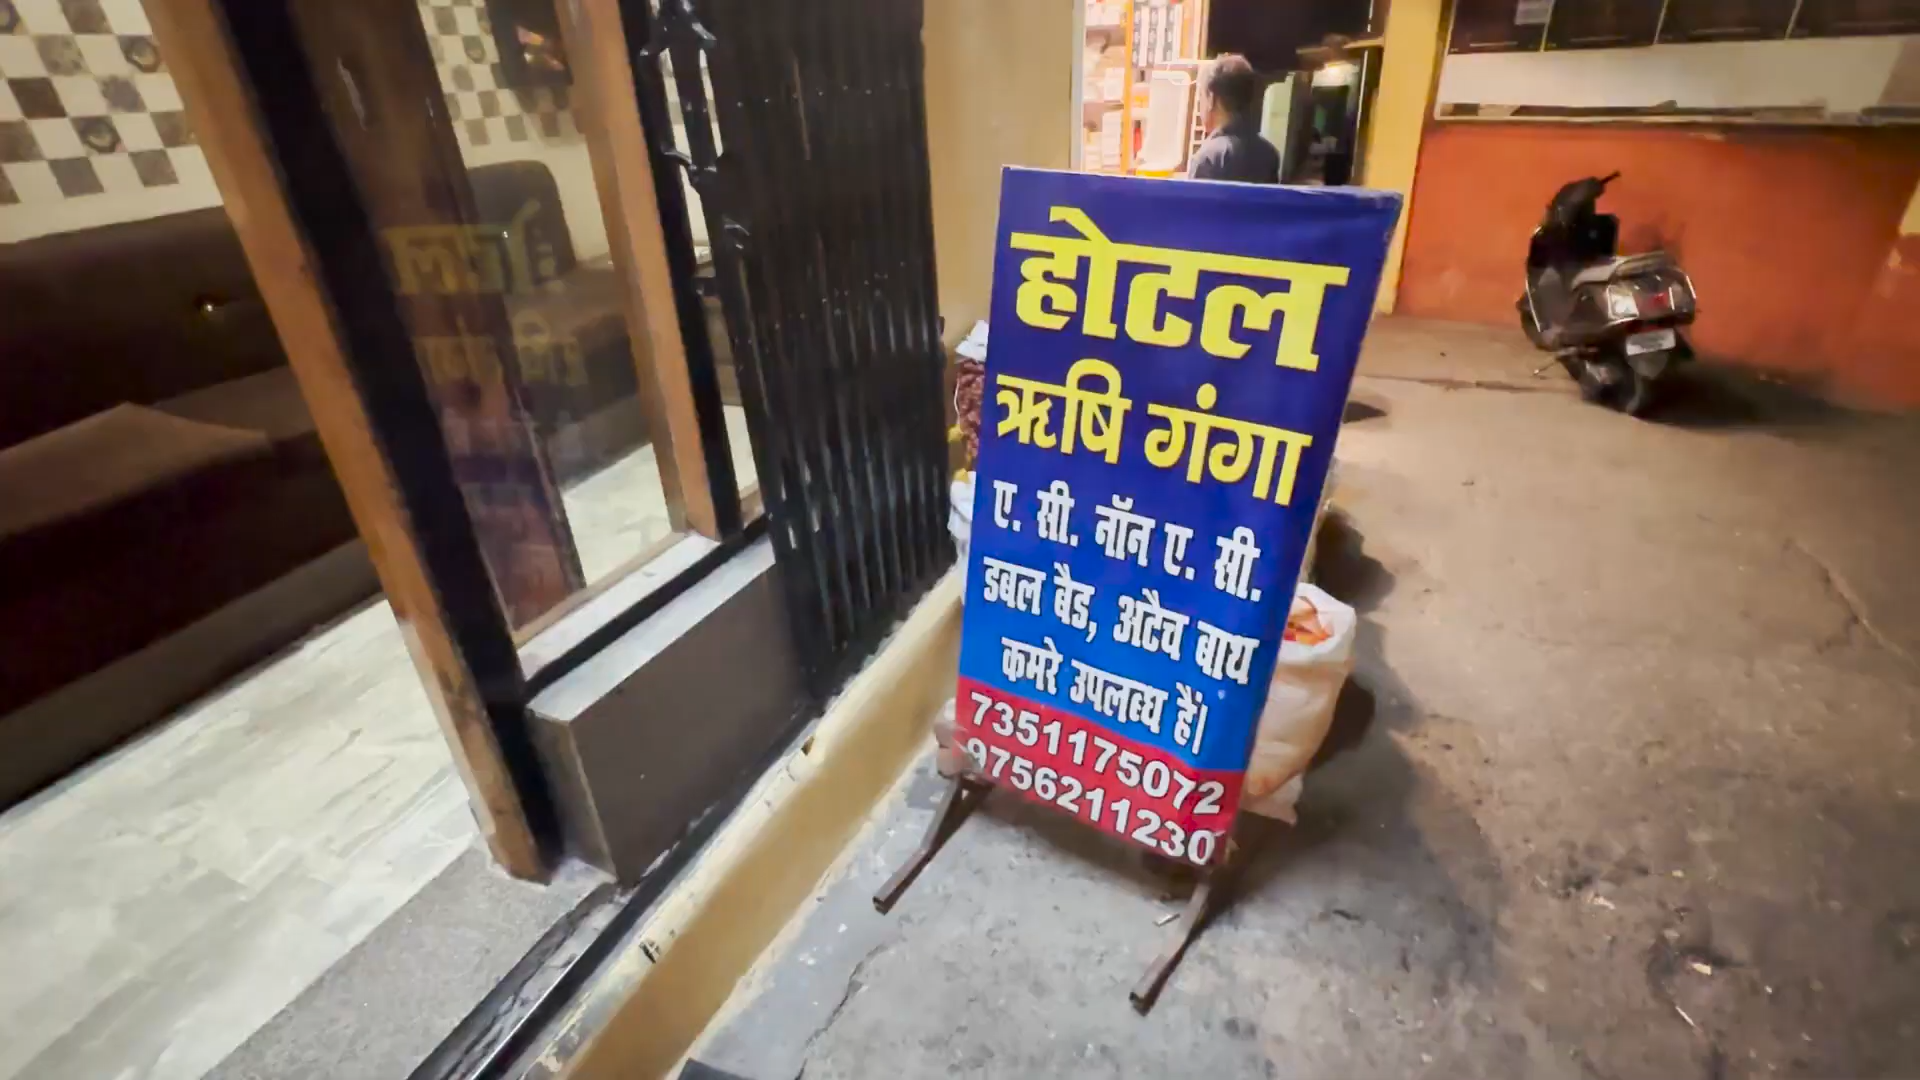 होटल
ऋषि गंगा
ए. सी. नॉन ए. सी.
डबल बैड, अटैच बाथ
कमरे उपलब्ध हैं।
7351175072
9756211230